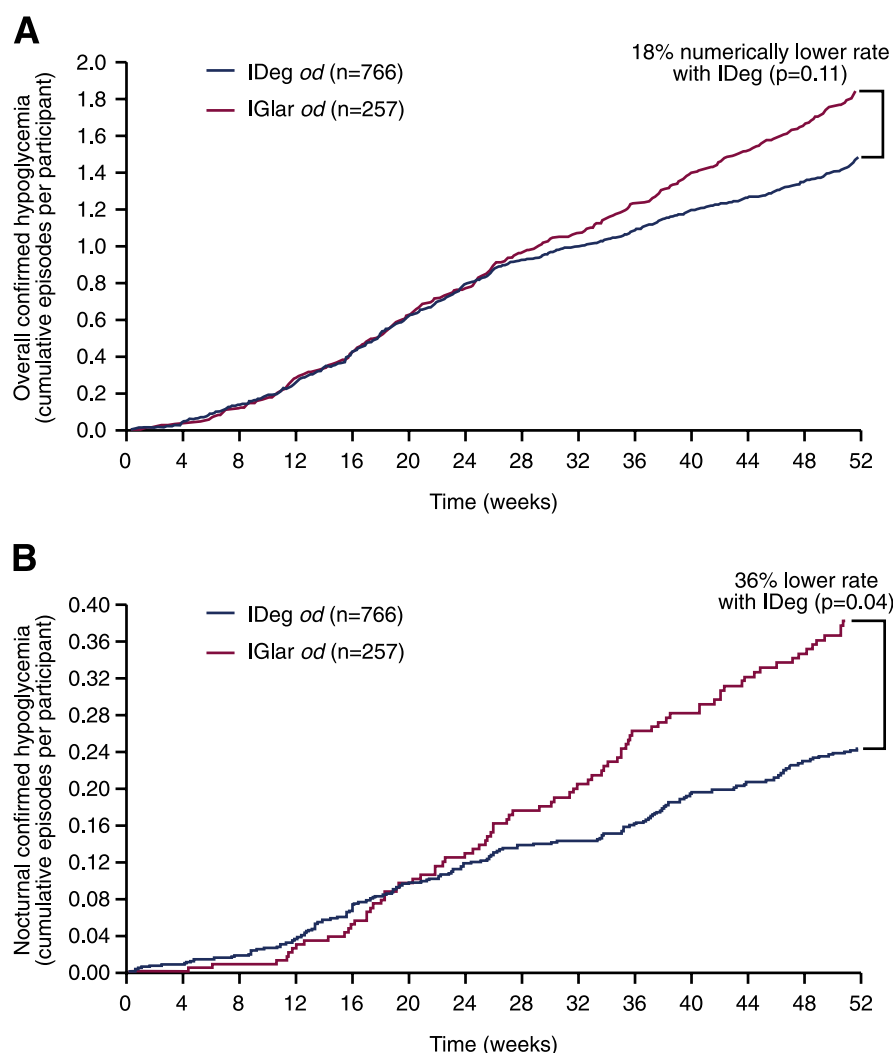 A
18% numerically lower rate
with IDeg (p=0.11)
IDeg od (n=766)
IGlar od (n=257)
Overall confirmed hypoglycemia
(cumulative episodes per participant)
2.0
1.8
1.6
1.4
1.2
1.0
0.8
0.6
0.4
0.2
0.0
0 4 8 12 16 20 24 28 32 36 40 44 48 52
Time (weeks)
B
36% lower rate
with IDeg (p=0.04)
IDeg od (n=766)
IGlar od (n=257)
Nocturnal confirmed hypoglycemia
(cumulative episodes per participant)
0.40
0.36
0.32
0.28
0.24
0.20
0.16
0.12
0.08
0.04
0.00
0 4 8 12 16 20 24 28 32 36 40 44 48 52
Time (weeks)